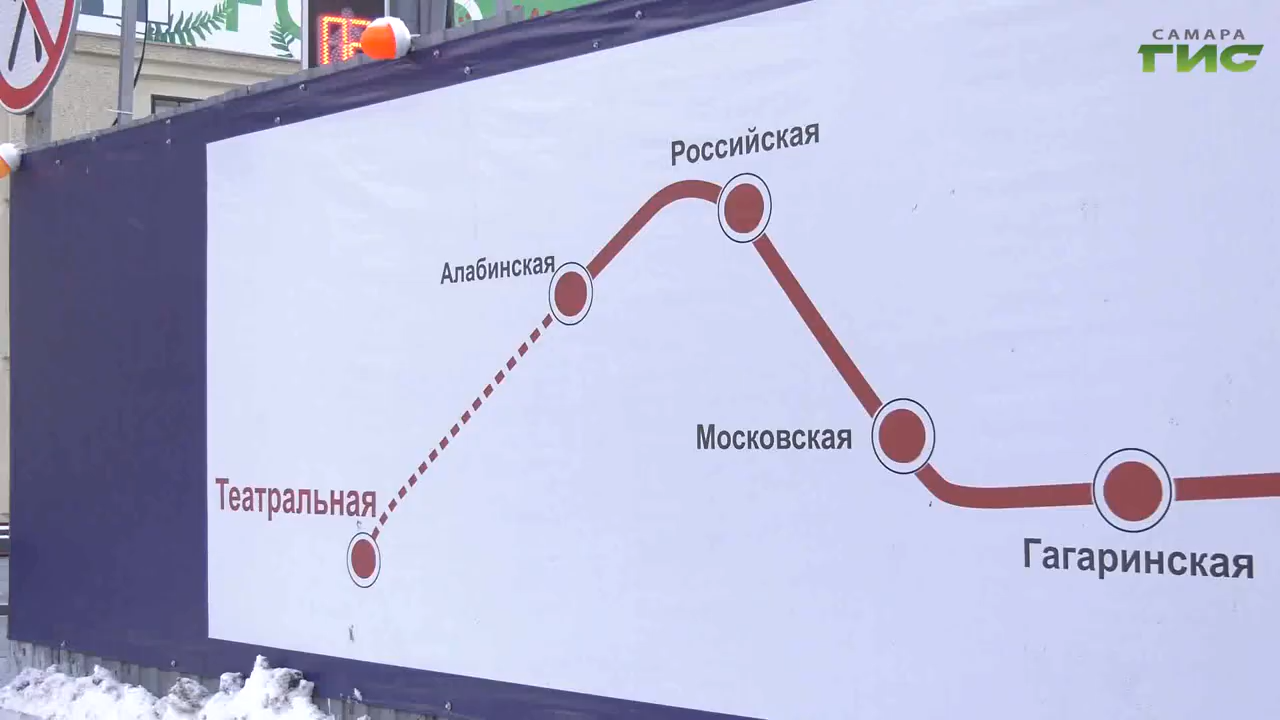 САМАРА
ГИС
Российская
Алабинская
Московская
Театральная
Гагаринская